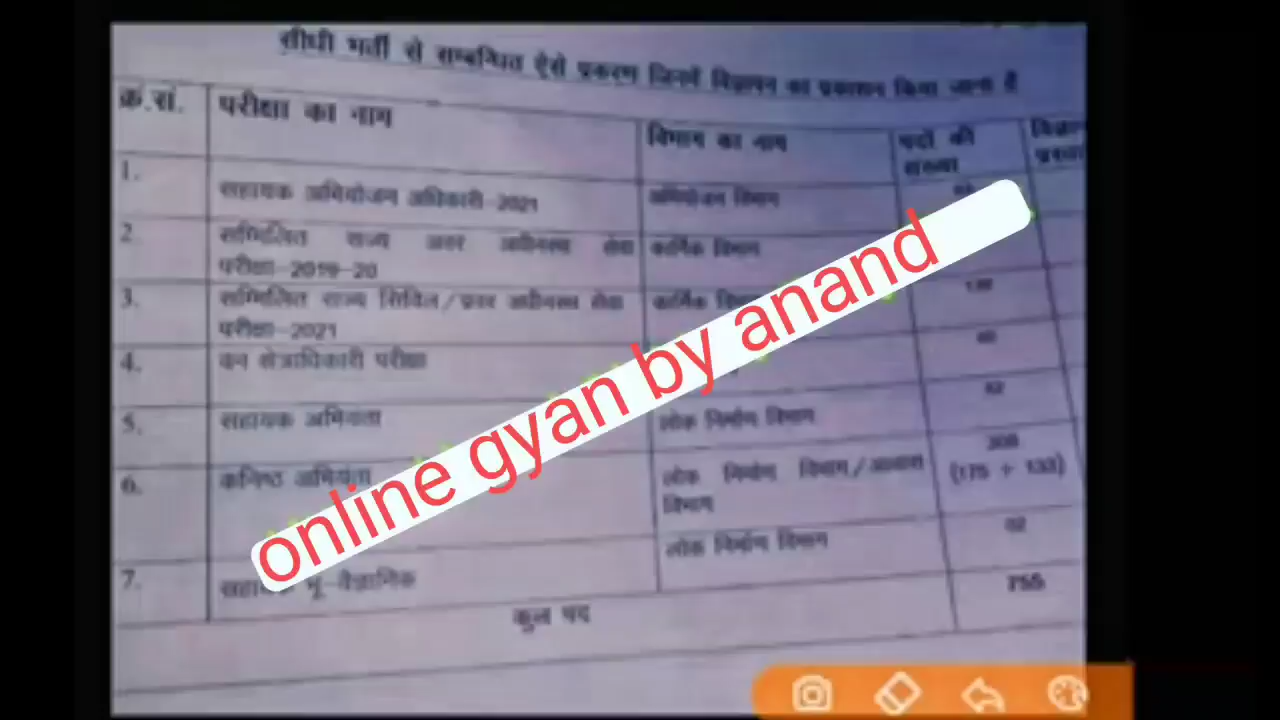 सीधी भर्ती से सम्बन्धित ऐसे प्रकरण जिनमें विज्ञापन का प्रकाशन किया जाना है
क्र.सं. परीक्षा का नाम विभाग का नाम पदों की संख्या
1. सहायक अभियोजन अधिकारी-2021 अभियोजन विभाग
2. सम्मिलित राज्य अवर अधीनस्थ सेवा कार्मिक विभाग
परीक्षा-2019-20
3. सम्मिलित राज्य सिविल/प्रवर अधीनस्थ सेवा कार्मिक
परीक्षा-2021
4. वन क्षेत्राधिकारी परीक्षा
5. सहायक अभियंता लोक निर्माण विभाग
6. कनिष्ठ अभियंता लोक निर्माण विभाग/आवास
विभाग
308
(175 + 133)
7. भू-वैज्ञानिक लोक निर्माण विभाग 02
कुल पद 755
online gyan by anand